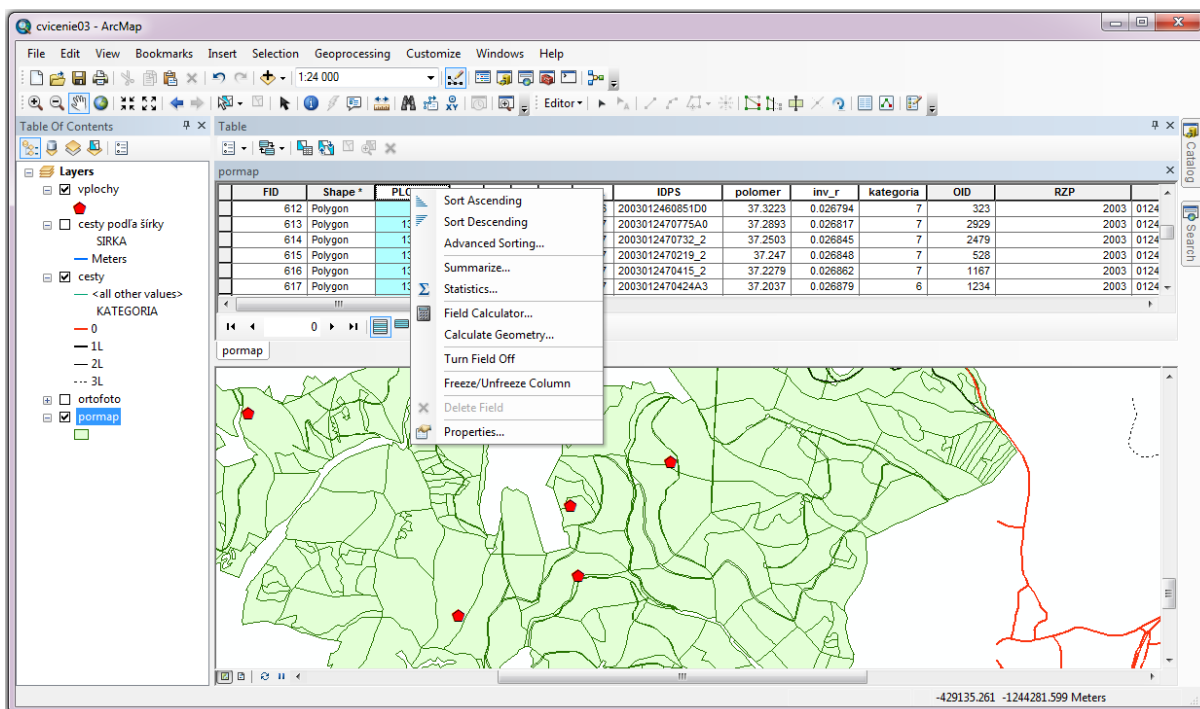 cvicenie03 - ArcMap
File Edit View Bookmarks Insert Selection Geoprocessing Customize Windows Help
1:24 000
Editor
Table Of Contents
Layers
vplochy
cesty podľa šírky
SIRKA
Meters
cesty
<all other values>
KATEGORIA
0
1L
2L
3L
ortofoto
pormap
Table
pormap
FID Shape * PLO IDPS polomer inv_r kategoria OID RZP
612 Polygon 2003012460851D0 37.3223 0.026794 7 323 2003 0124
613 Polygon 13 2003012470775A0 37.2893 0.026817 7 2929 2003 0124
614 Polygon 13 2003012470732_2 37.2503 0.026845 7 2479 2003 0124
615 Polygon 13 2003012470219_2 37.247 0.026848 7 528 2003 0124
616 Polygon 13 2003012470415_2 37.2279 0.026862 7 1167 2003 0124
617 Polygon 13 2003012470424A3 37.2037 0.026879 6 1234 2003 0124
0
pormap
Sort Ascending
Sort Descending
Advanced Sorting...
Summarize...
Statistics...
Field Calculator...
Calculate Geometry...
Turn Field Off
Freeze/Unfreeze Column
Delete Field
Properties...
Catalog
Search
-429135.261 -1244281.599 Meters